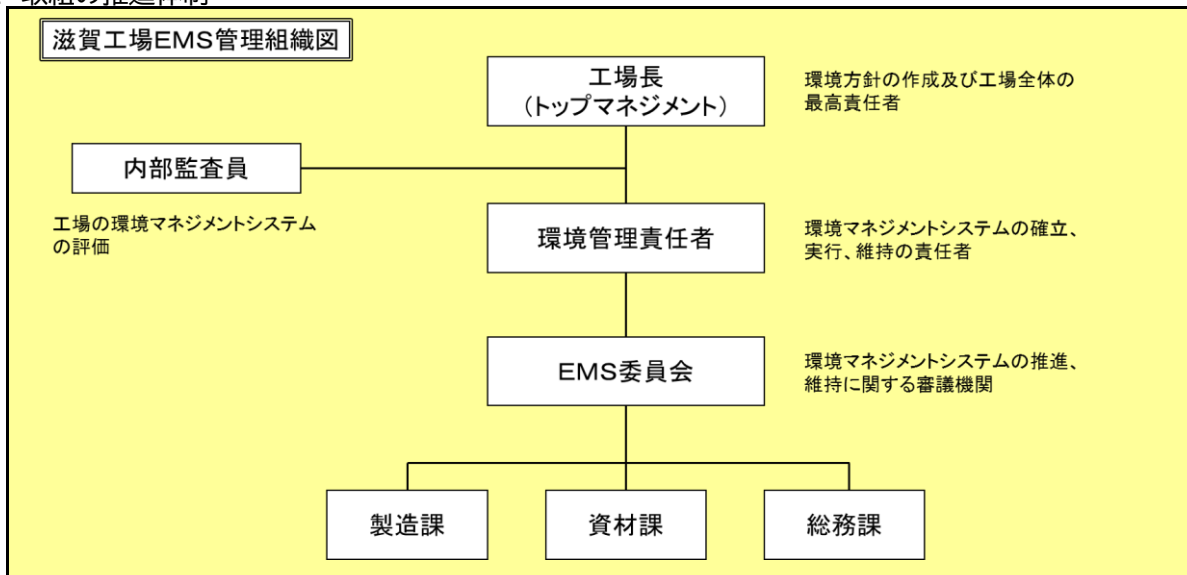 取組の推進体制
滋賀工場EMS管理組織図
工場長
(トップマネジメント)
環境方針の作成及び工場全体の
最高責任者
内部監査員
工場の環境マネジメントシステム
の評価
環境管理責任者
環境マネジメントシステムの確立、
実行、維持の責任者
EMS委員会
環境マネジメントシステムの推進、
維持に関する審議機関
製造課
資材課
総務課